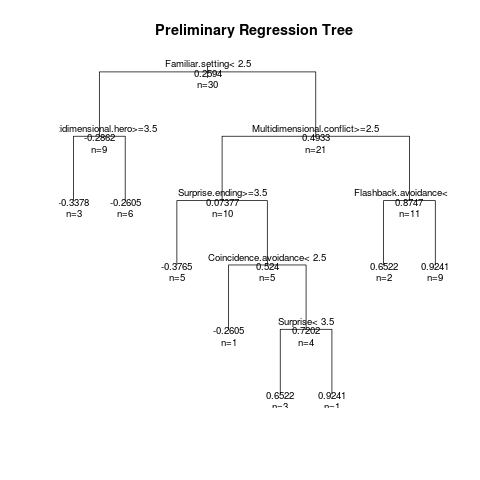 Preliminary Regression Tree
Familiar.setting< 2.5
0.2594
n=30
idimensional.hero>=3.5
-0.2862
n=9
Multidimensional.conflict>=2.5
0.4933
n=21
-0.3378
n=3
-0.2605
n=6
Surprise.ending>=3.5
0.07377
n=10
Flashback.avoidance<
0.8747
n=11
-0.3765
n=5
Coincidence.avoidance< 2.5
0.524
n=5
0.6522
n=2
0.9241
n=9
-0.2605
n=1
Surprise< 3.5
0.7202
n=4
0.6522
n=3
0.9241
n=1